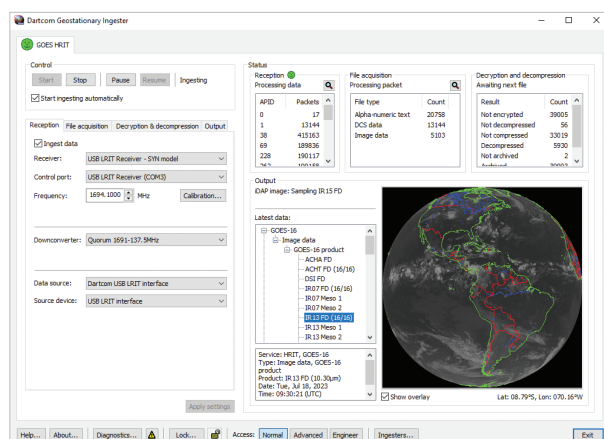 Dartcom Geostationary Ingester
GOES HRIT
Control
Start Stop Pause Resume Ingesting
Start ingesting automatically
Reception File acquisition Decryption & decompression Output
Ingest data
Receiver: USB LRIT Receiver - SYN model
Control port: USB LRIT Receiver (COM3)
Frequency: 1694.1000 MHz Calibration...
Downconverter: Quorum 1691-137.5MHz
Data source: Dartcom USB LRIT interface
Source device: USB LRIT interface
Apply settings
Status
Reception
Processing data
APID Packets
0 17
1 13144
38 415163
69 189836
228 190117
File acquisition
Processing packet
File type Count
Alpha-numeric text 20758
DCS data 13144
Image data 5103
Decryption and decompression
Awaiting next file
Result Count
Not encrypted 39005
Not decompressed 56
Not compressed 33019
Decompressed 5930
Not archived 2
Output
iDAP image: Sampling IR15 FD
Latest data:
GOES-16
Image data
GOES-16 product
ACHA FD
ACHT FD (16/16)
DSI FD
IR07 FD (16/16)
IR07 Meso 1
IR07 Meso 2
IR13 FD (16/16)
IR13 Meso 1
IR13 Meso 2
Service: HRIT, GOES-16
Type: Image data, GOES-16
product
Product: IR13 FD (10.30µm)
Date: Tue, Jul 18, 2023
Time: 09:30:21 (UTC)
Show overlay Lat: 08.79°S, Lon: 070.16°W
Help... About... Diagnostics... Lock... Access: Normal Advanced Engineer Ingesters... Exit